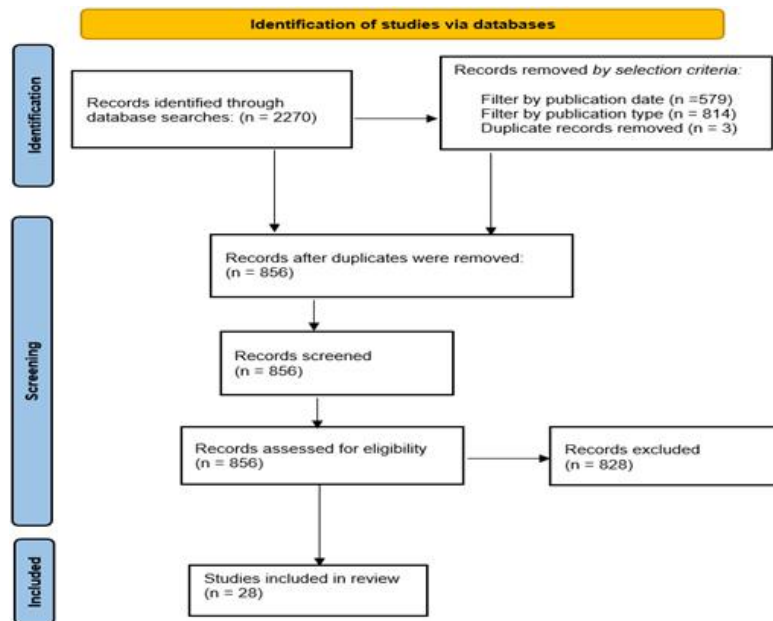 Identification of studies via databases
Identification
Records identified through
database searches: (n = 2270)
Records removed by selection criteria:
Filter by publication date (n =579)
Filter by publication type (n = 814)
Duplicate records removed (n = 3)
Screening
Records after duplicates were removed:
(n = 856)
Records screened
(n = 856)
Records assessed for eligibility
(n = 856)
Records excluded
(n = 828)
Included
Studies included in review
(n = 28)